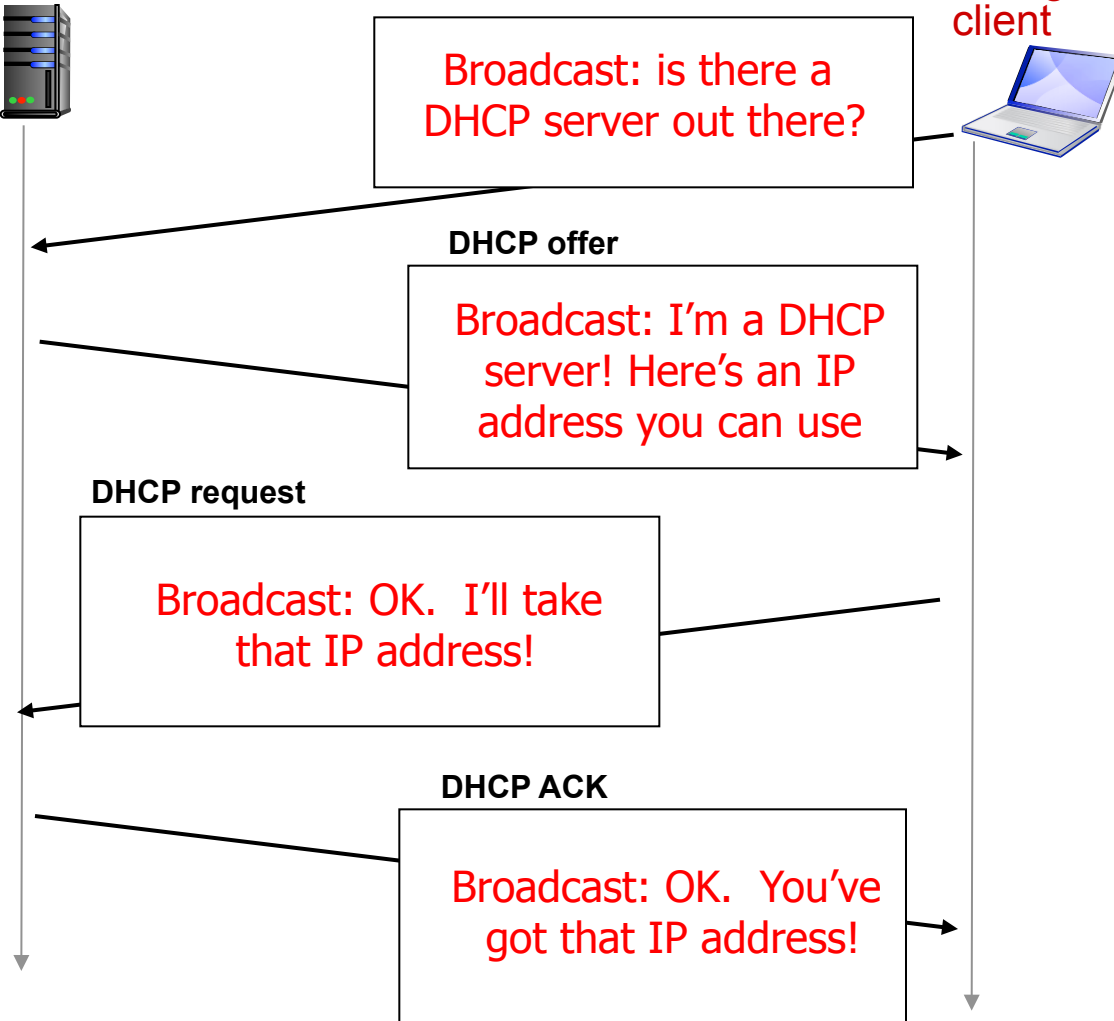 client
Broadcast: is there a
DHCP server out there?
DHCP offer
Broadcast: I’m a DHCP
server! Here’s an IP
address you can use
DHCP request
Broadcast: OK.  I’ll take
that IP address!
DHCP ACK
Broadcast: OK.  You’ve
got that IP address!